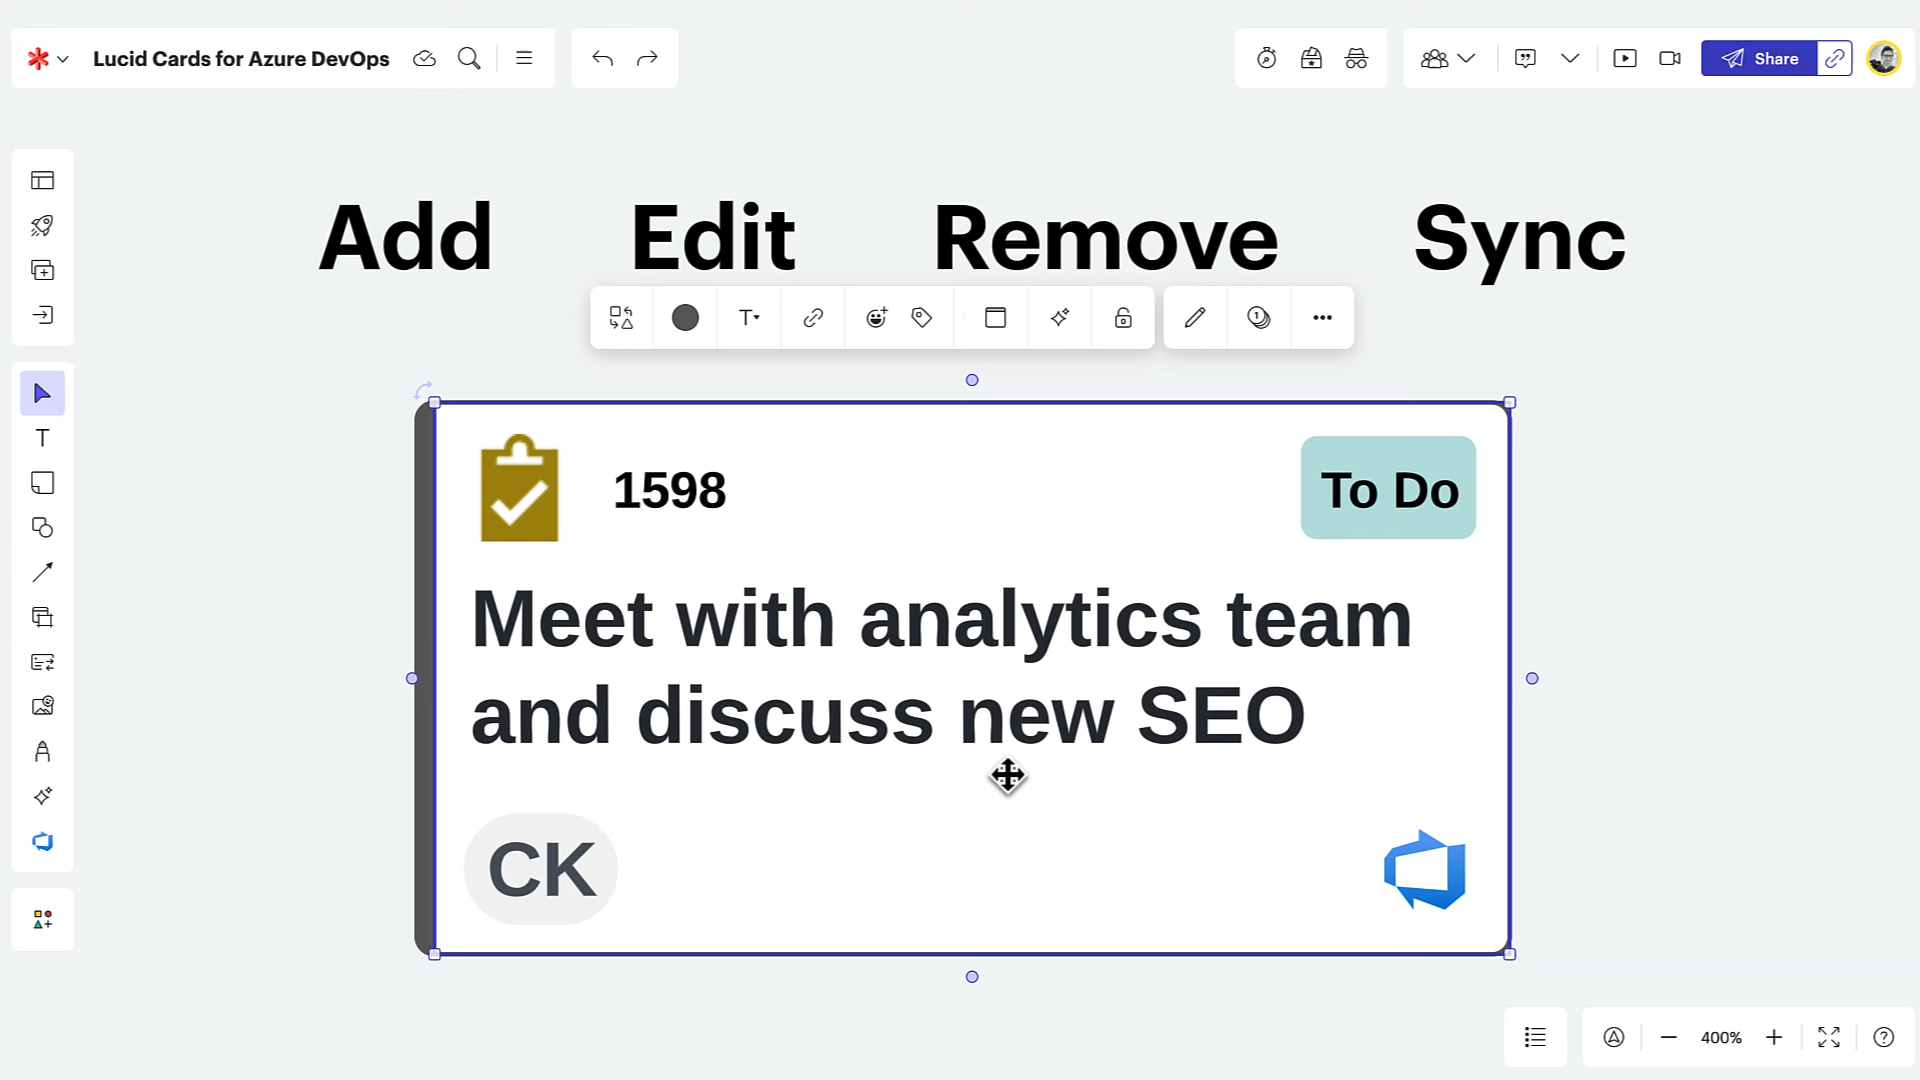 Lucid Cards for Azure DevOps
Share
Add Edit Remove Sync
T
1
T
1598
To Do
Meet with analytics team
and discuss new SEO
CK
400%